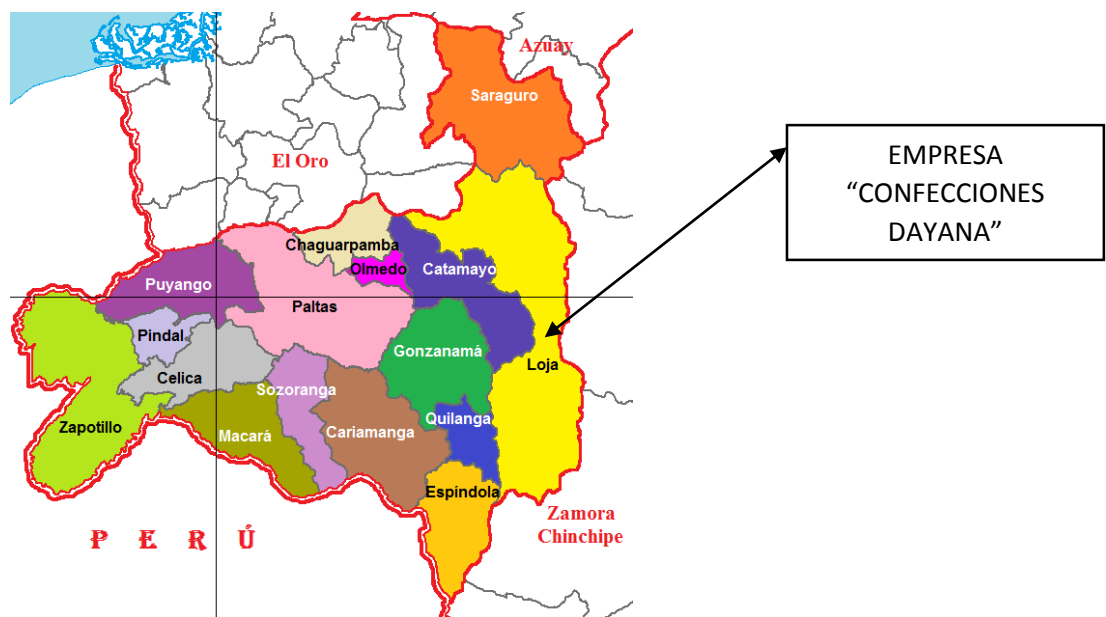 Azuay
Saraguro
El Oro
EMPRESA
“CONFECCIONES
DAYANA”
Chaguarpamba
Olmedo
Catamayo
Puyango
Paltas
Pindal
Gonzanamá
Loja
Celica
Sozoranga
Quilanga
Zapotillo
Macará
Cariamanga
Espíndola
Zamora
Chinchipe
P E R Ú